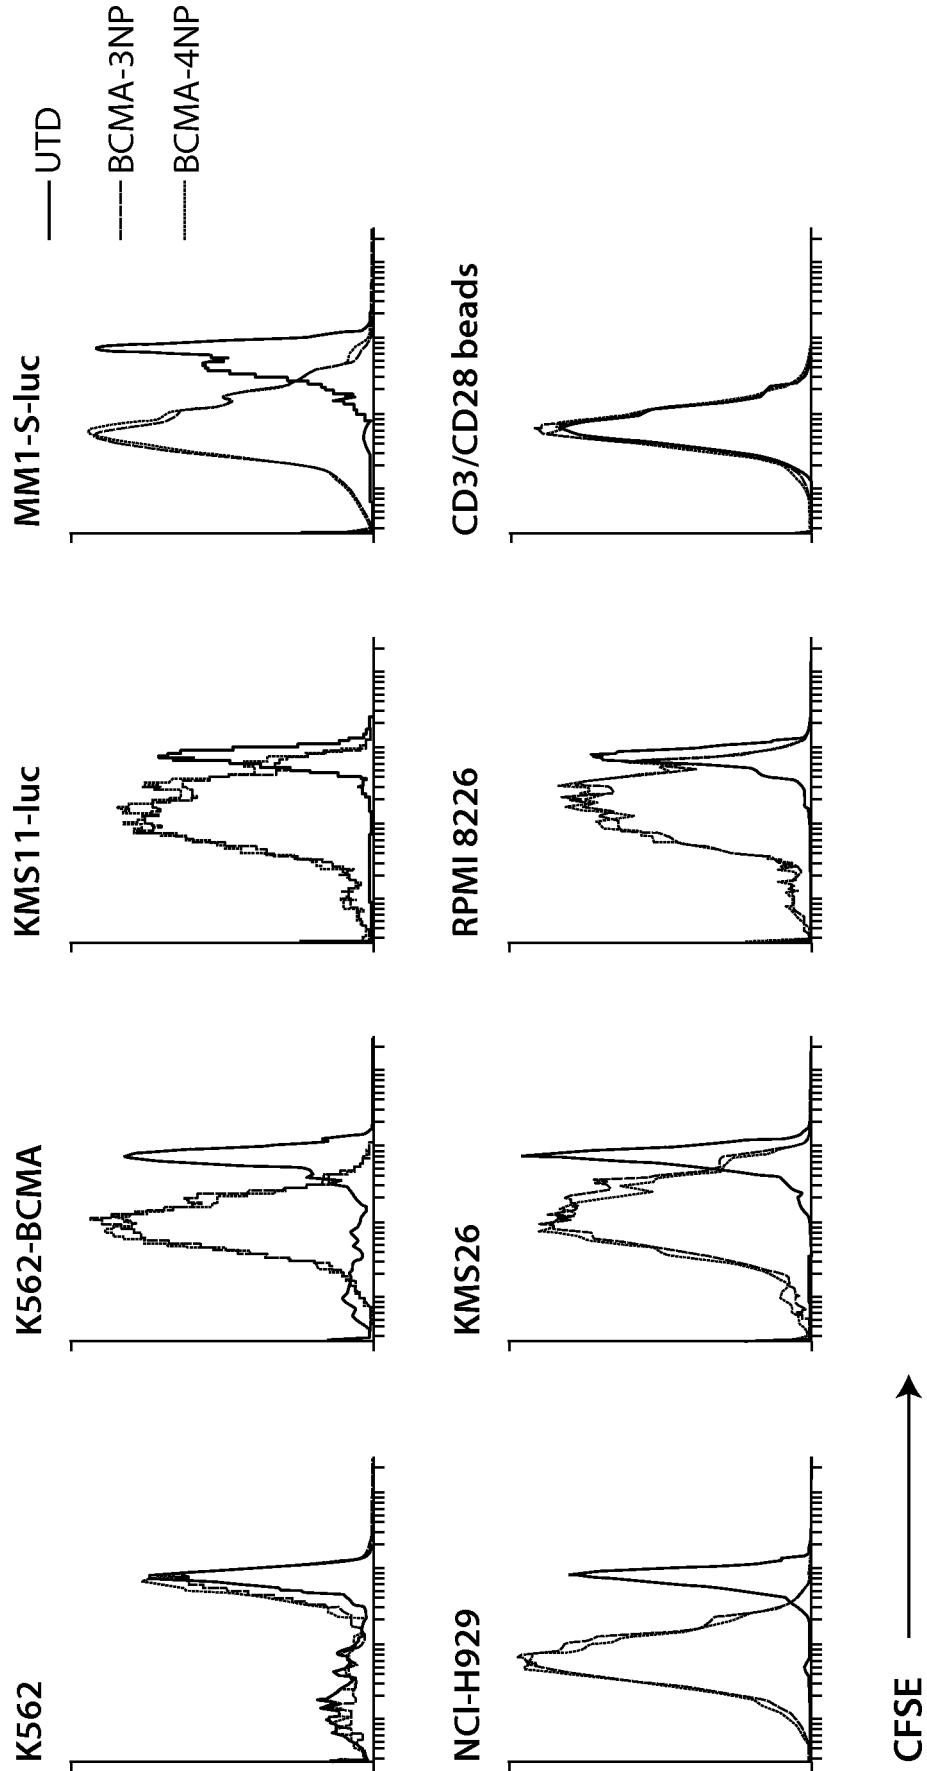 K562
K562-BCMA
KMS11-luc
MM1-S-luc
UTD
BCMA-3NP
BCMA-4NP
NCI-H929
KMS26
RPMI 8226
CD3/CD28 beads
CFSE